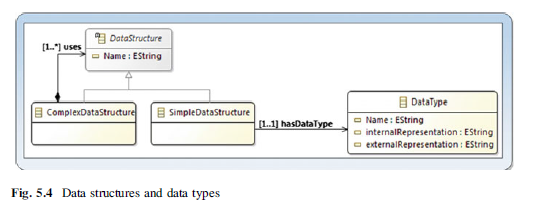 DataStructure
Name : EString
[1..*] uses
ComplexDataStructure
SimpleDataStructure
[1..1] hasDataType
DataType
Name : EString
internalRepresentation : EString
externalRepresentation : EString
Fig. 5.4 Data structures and data types